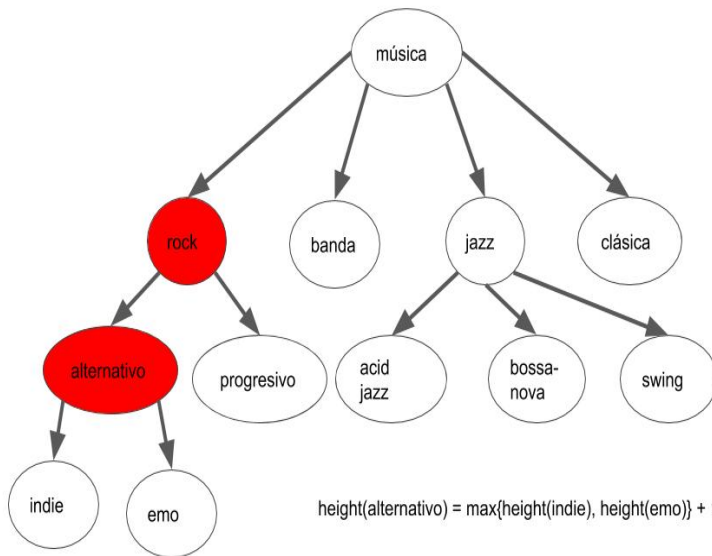 música
rock
banda
jazz
clásica
alternativo
progresivo
acid
jazz
bossa-
nova
swing
indie
emo
height(alternativo) = max{height(indie), height(emo)} +